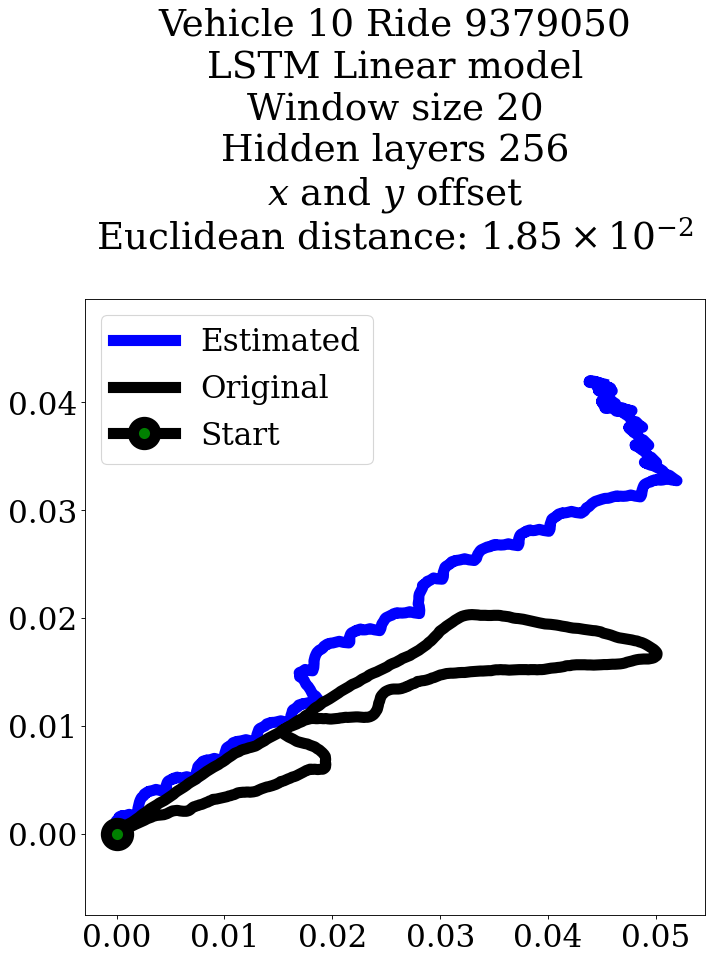 Vehicle 10 Ride 9379050
LSTM Linear model
Window size 20
Hidden layers 256
x and y offset
Euclidean distance: 1.85 × 10⁻²
Estimated
Original
Start
0.04
0.03
0.02
0.01
0.00
0.00 0.01 0.02 0.03 0.04 0.05